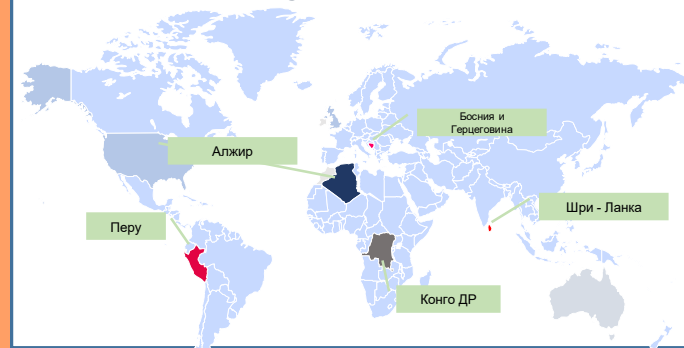 Босния и
Герцеговина
Алжир
Шри - Ланка
Перу
Конго ДР